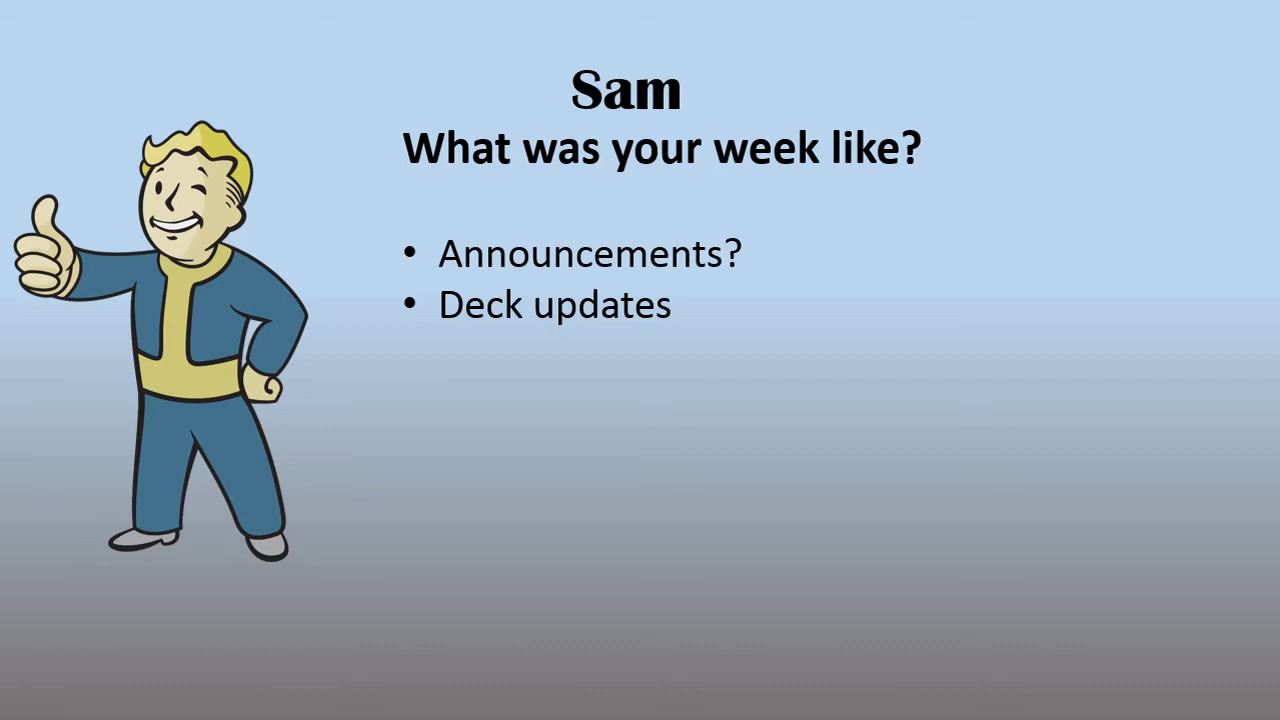 Sam
What was your week like?
• Announcements?
• Deck updates